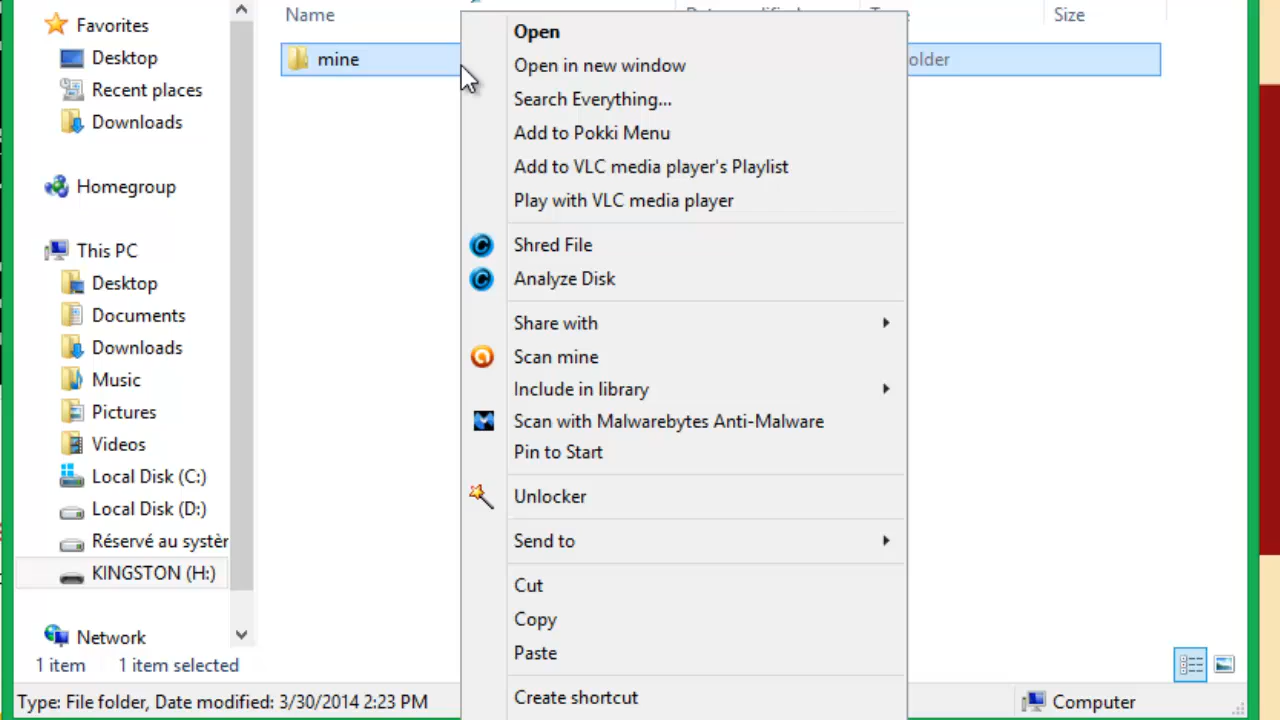 Favorites
Desktop
Recent places
Downloads
Homegroup
This PC
Desktop
Documents
Downloads
Music
Pictures
Videos
Local Disk (C:)
Local Disk (D:)
Réservé au systèr
KINGSTON (H:)
Network
Name
Size
mine
older
Open
Open in new window
Search Everything...
Add to Pokki Menu
Add to VLC media player's Playlist
Play with VLC media player
Shred File
Analyze Disk
Share with
Scan mine
Include in library
Scan with Malwarebytes Anti-Malware
Pin to Start
Unlocker
Send to
Cut
Copy
Paste
Create shortcut
1 item 1 item selected
Type: File folder, Date modified: 3/30/2014 2:23 PM
Computer